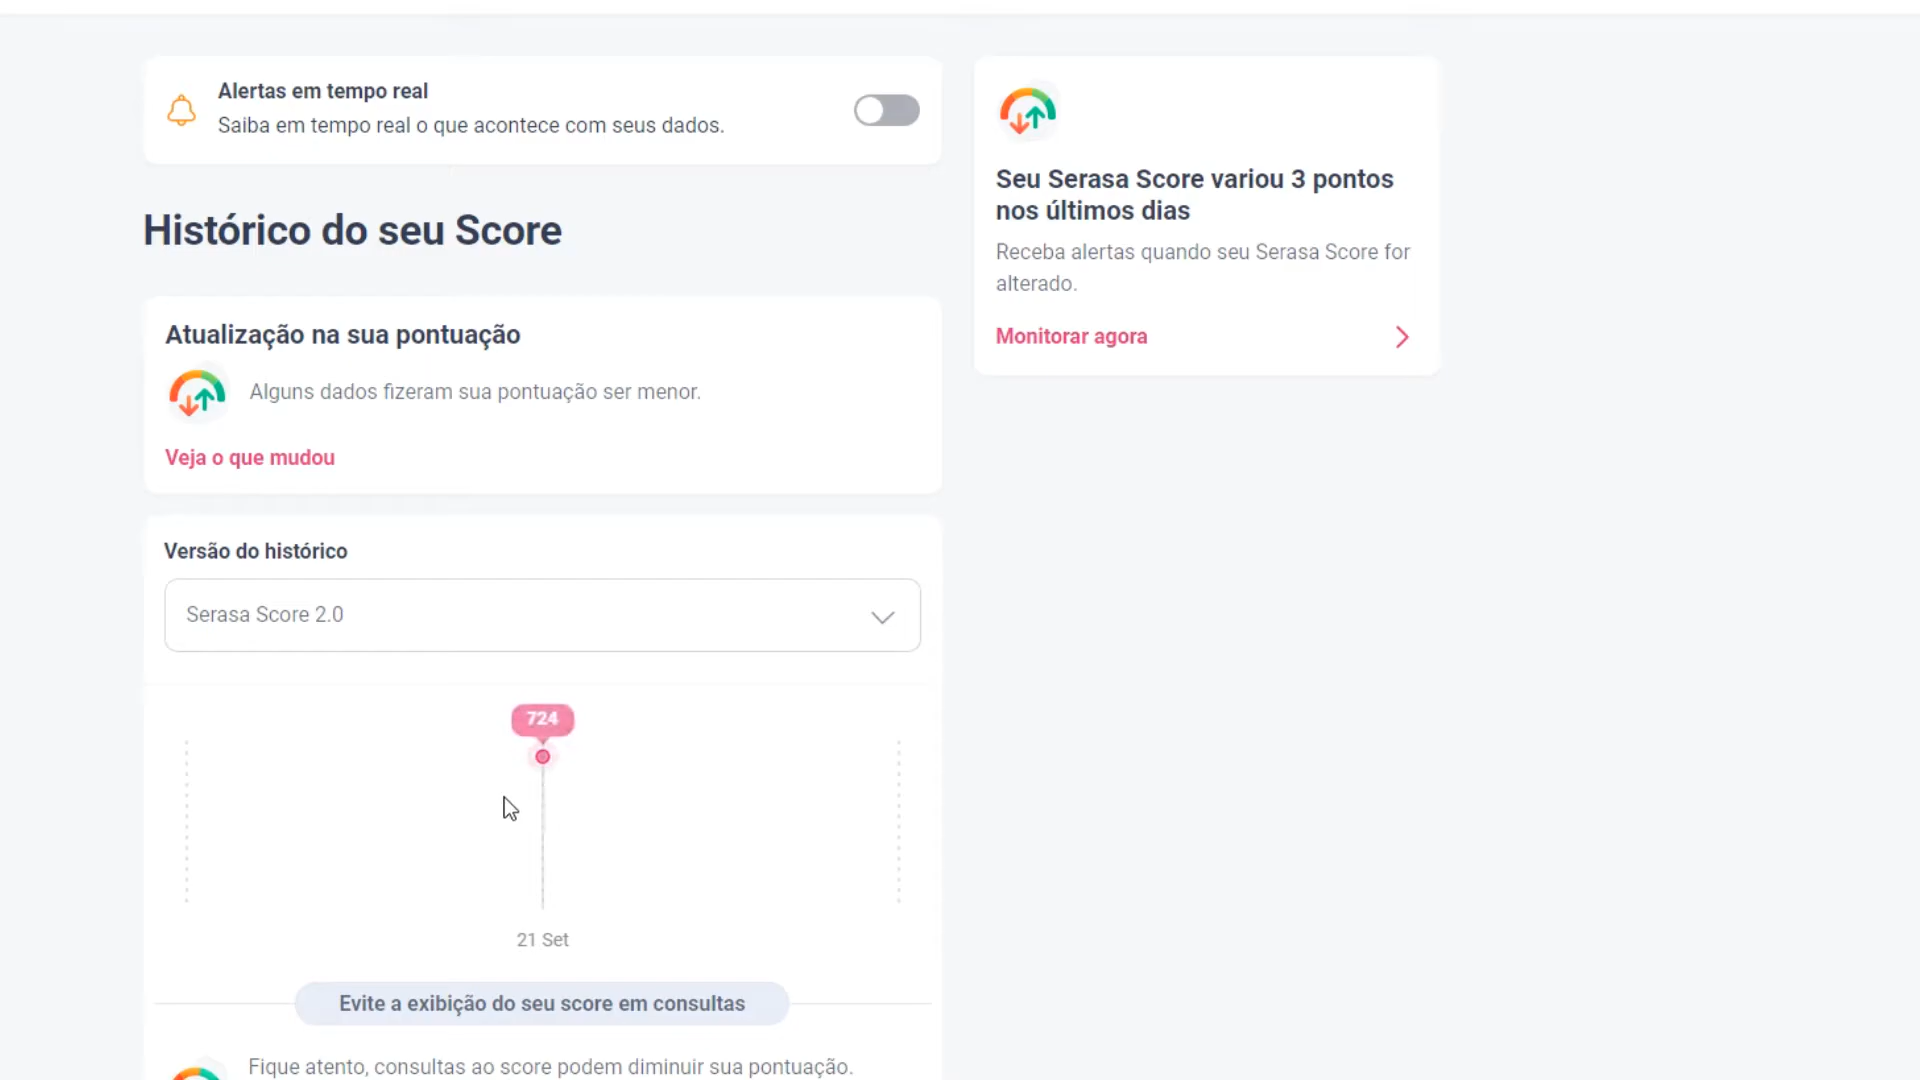 Alertas em tempo real
Saiba em tempo real o que acontece com seus dados.
Histórico do seu Score
Atualização na sua pontuação
Alguns dados fizeram sua pontuação ser menor.
Veja o que mudou
Versão do histórico
Serasa Score 2.0
724
21 Set
Evite a exibição do seu score em consultas
Fique atento, consultas ao score podem diminuir sua pontuação.
Seu Serasa Score variou 3 pontos
nos últimos dias
Receba alertas quando seu Serasa Score for
alterado.
Monitorar agora